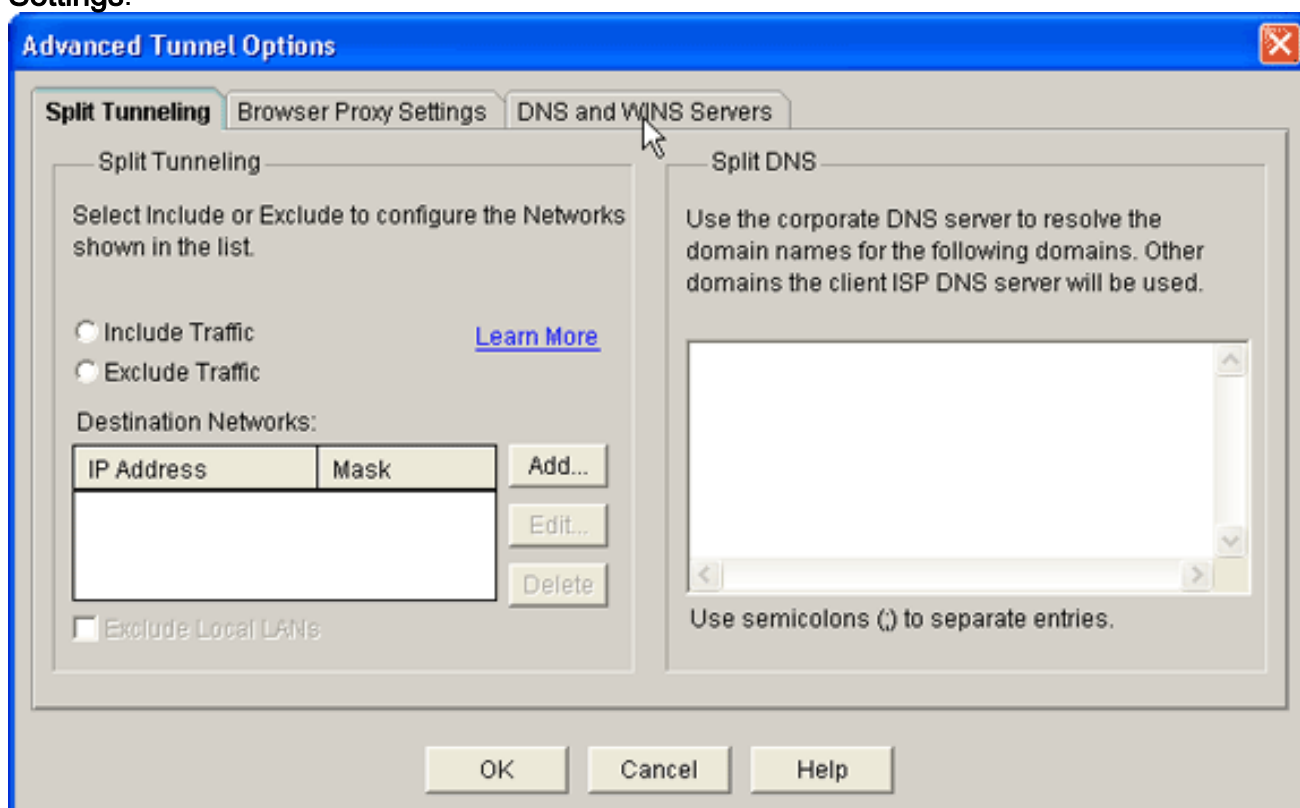 Settings.
Advanced Tunnel Options
Split Tunneling
Browser Proxy Settings
DNS and WINS Servers
Split Tunneling
Select Include or Exclude to configure the Networks
shown in the list.
Include Traffic
Learn More
Exclude Traffic
Destination Networks:
IP Address
Mask
Add...
Edit...
Delete
Exclude Local LANs
Split DNS
Use the corporate DNS server to resolve the
domain names for the following domains. Other
domains the client ISP DNS server will be used.
Use semicolons (;) to separate entries.
OK
Cancel
Help